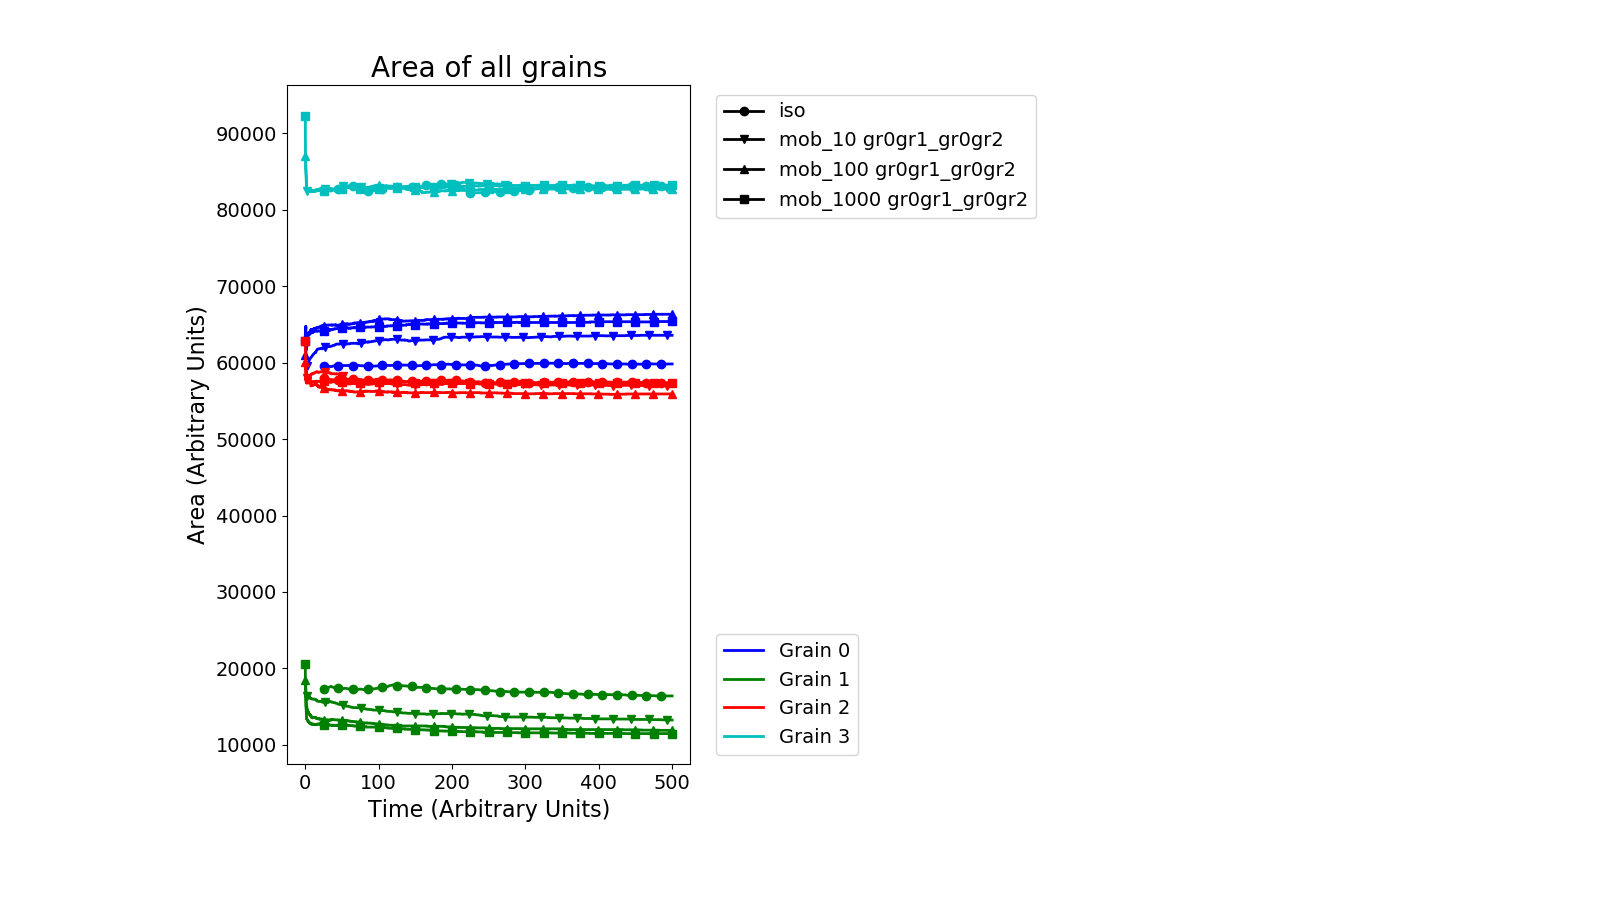 Area of all grains
Area (Arbitrary Units)
90000
80000
70000
60000
50000
40000
30000
20000
10000
0 100 200 300 400 500
Time (Arbitrary Units)
iso
mob_10 gr0gr1_gr0gr2
mob_100 gr0gr1_gr0gr2
mob_1000 gr0gr1_gr0gr2
Grain 0
Grain 1
Grain 2
Grain 3